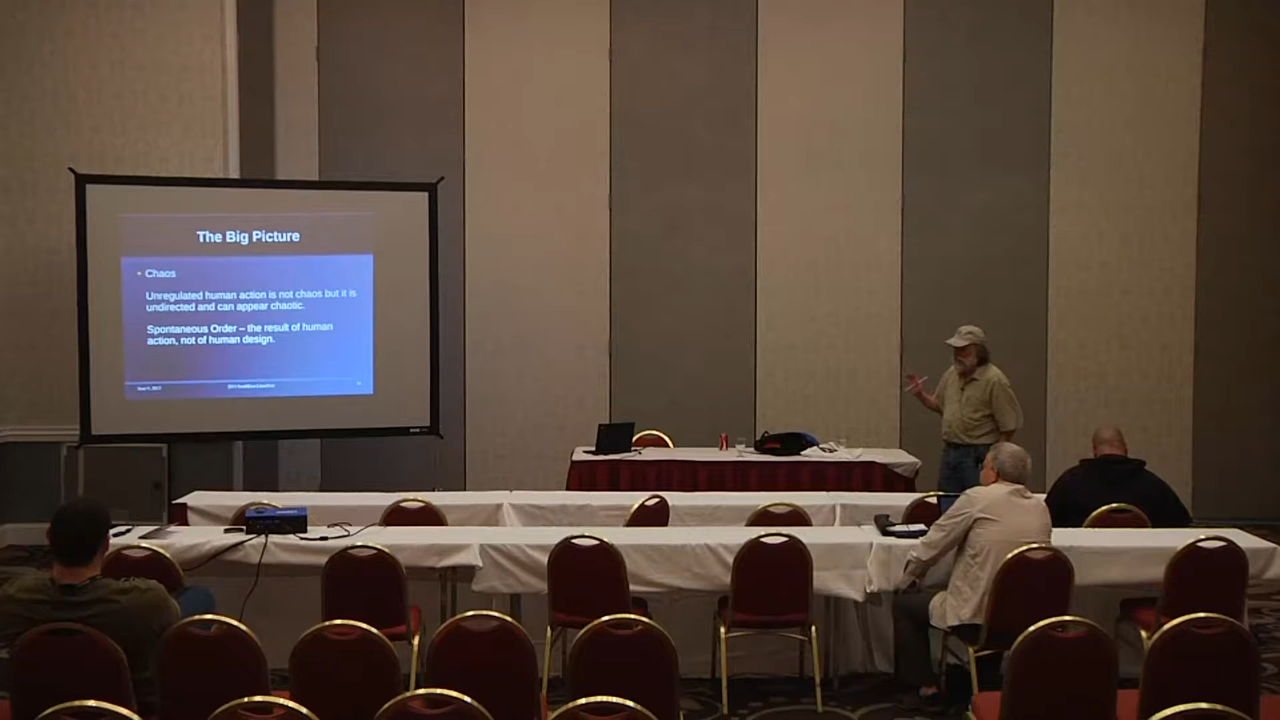 The Big Picture
• Chaos
Unregulated human action is not chaos but it is
undirected and can appear chaotic.
Spontaneous Order – the result of human
action, not of human design.